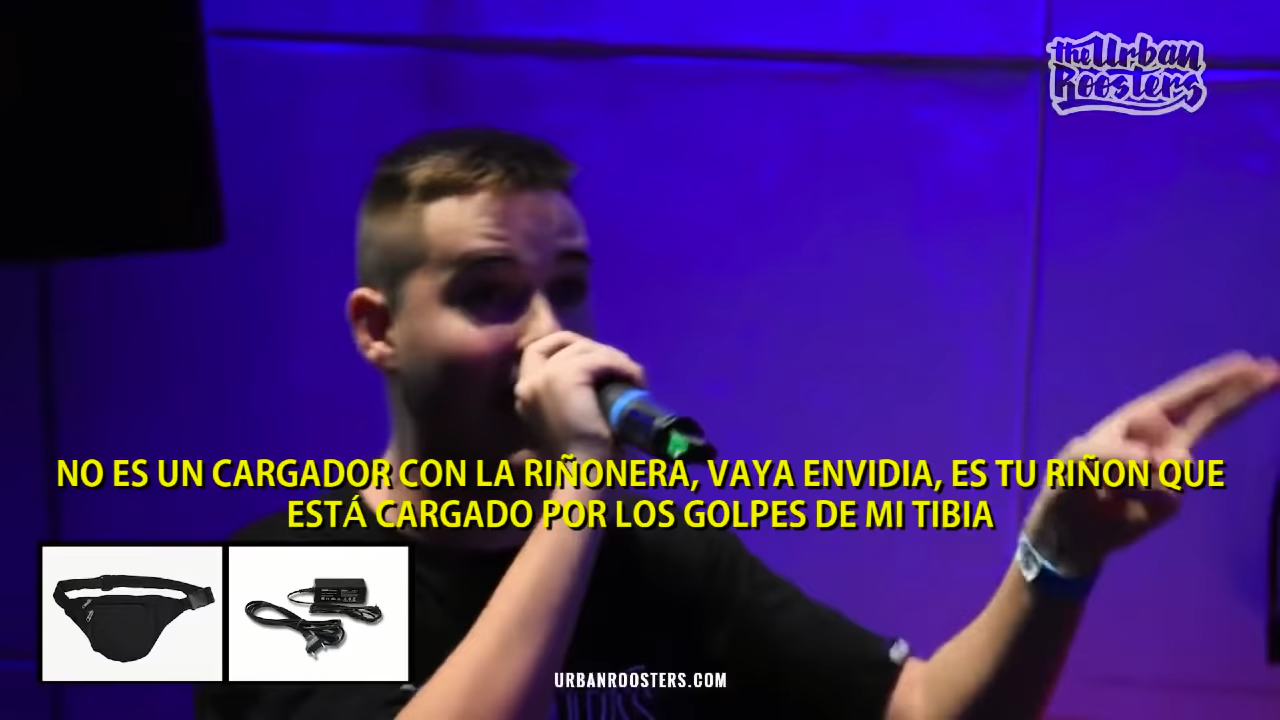 the Urban
Roosters
NO ES UN CARGADOR CON LA RIÑONERA, VAYA ENVIDIA, ES TU RIÑON QUE
ESTÁ CARGADO POR LOS GOLPES DE MI TIBIA
URBANROOSTERS.COM